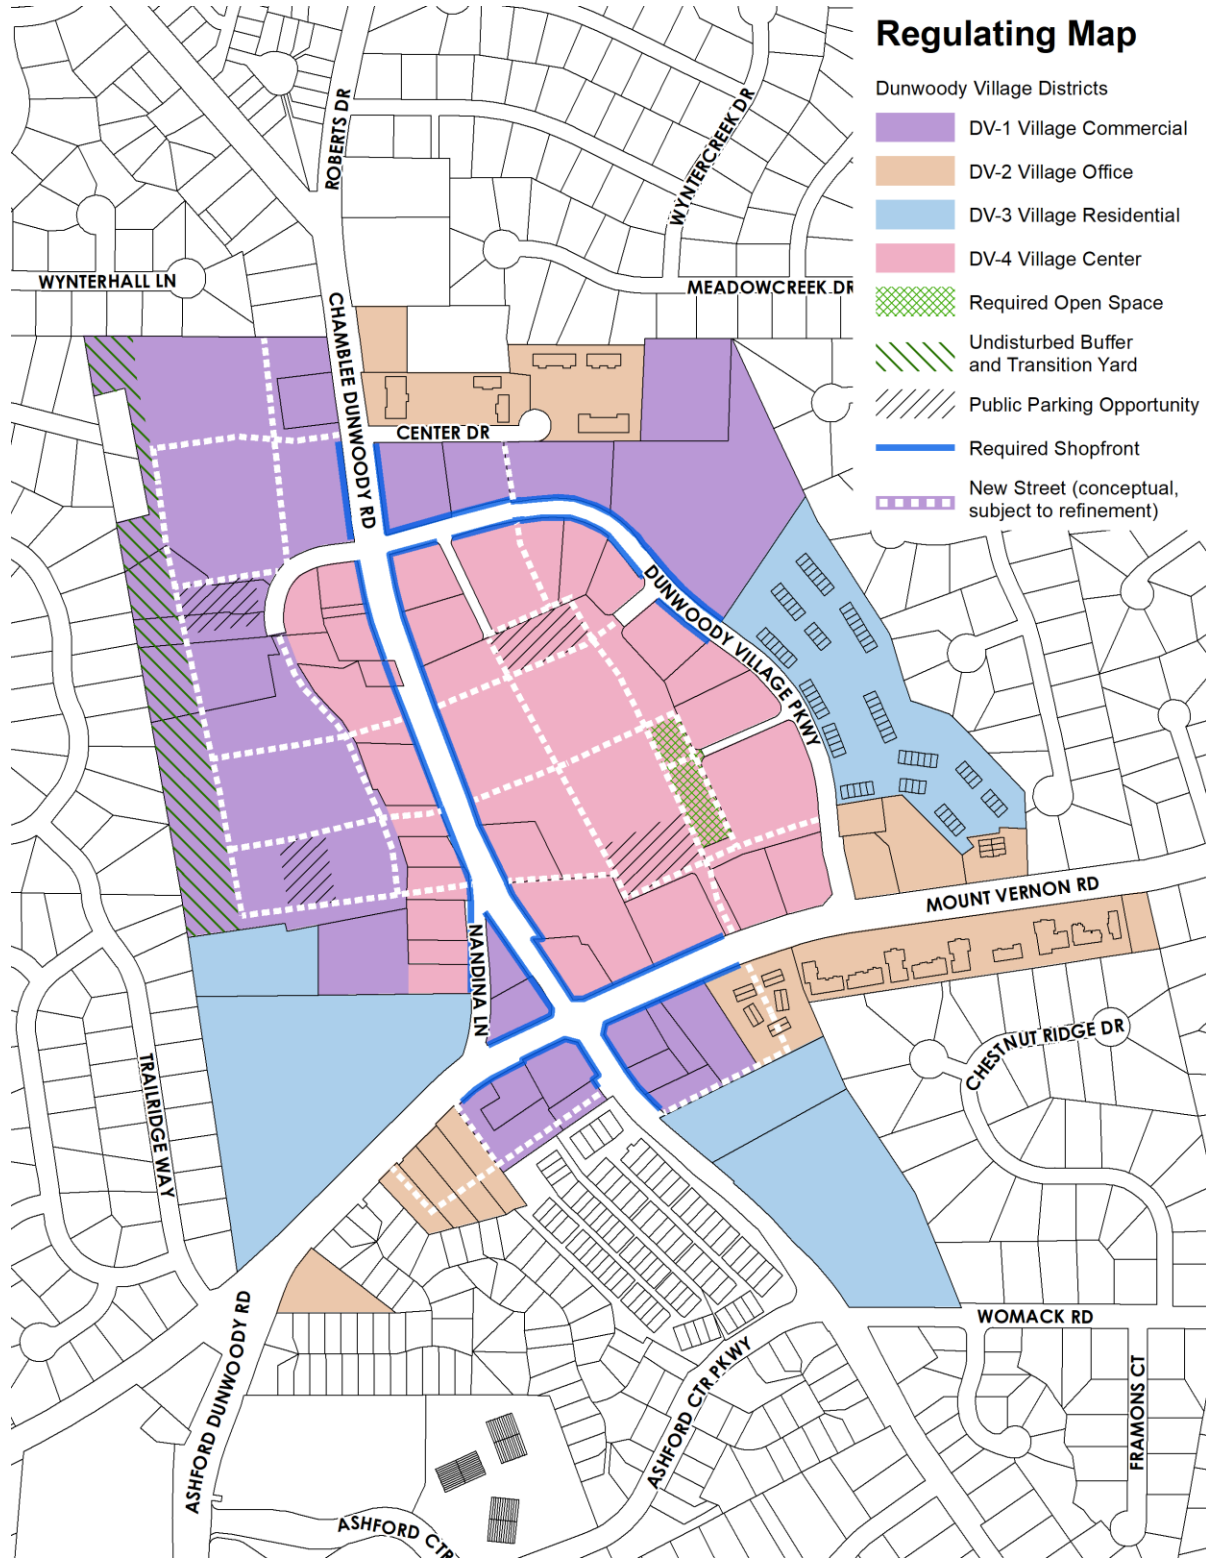 Regulating Map
Dunwoody Village Districts
DV-1 Village Commercial
DV-2 Village Office
DV-3 Village Residential
DV-4 Village Center
Required Open Space
Undisturbed Buffer
and Transition Yard
Public Parking Opportunity
Required Shopfront
New Street (conceptual,
subject to refinement)
ROBERTS DR
WYNTERCREEK DR
WYNTERHALL LN
MEADOWCREEK DR
CHAMBLEE DUNWOODY RD
CENTER DR
DUNWOODY VILLAGE PKWY
MOUNT VERNON RD
NANDINA LN
CHESTNUT RIDGE DR
TRAILRIDGE WAY
WOMACK RD
ASHFORD DUNWOODY RD
ASHFORD CTR PKWY
FRAMONS CT
ASHFORD CTR